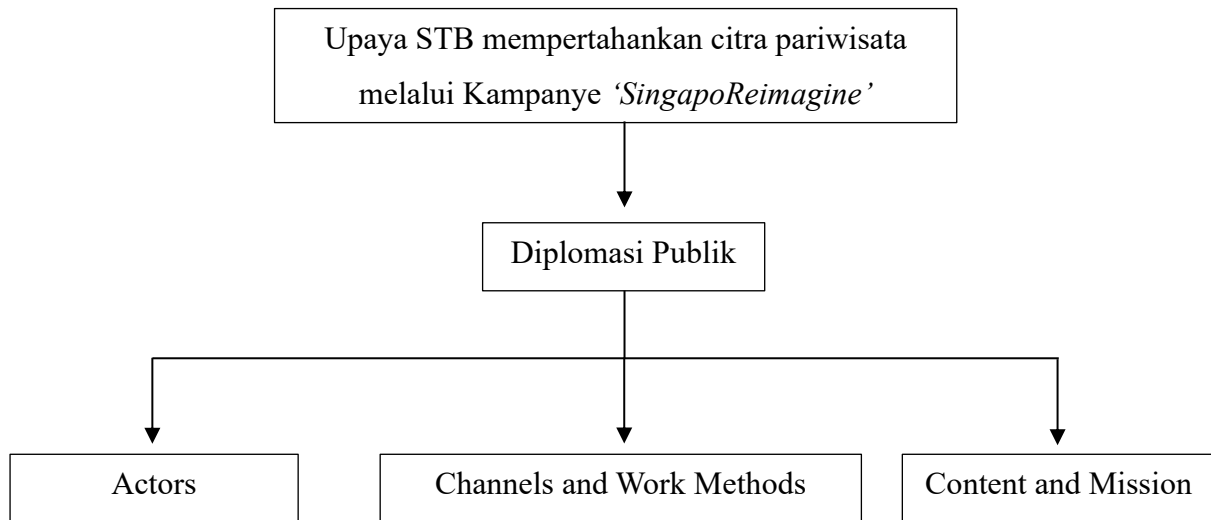 Upaya STB mempertahankan citra pariwisata
melalui Kampanye ‘SingapoReimagine’
Diplomasi Publik
Actors
Channels and Work Methods
Content and Mission